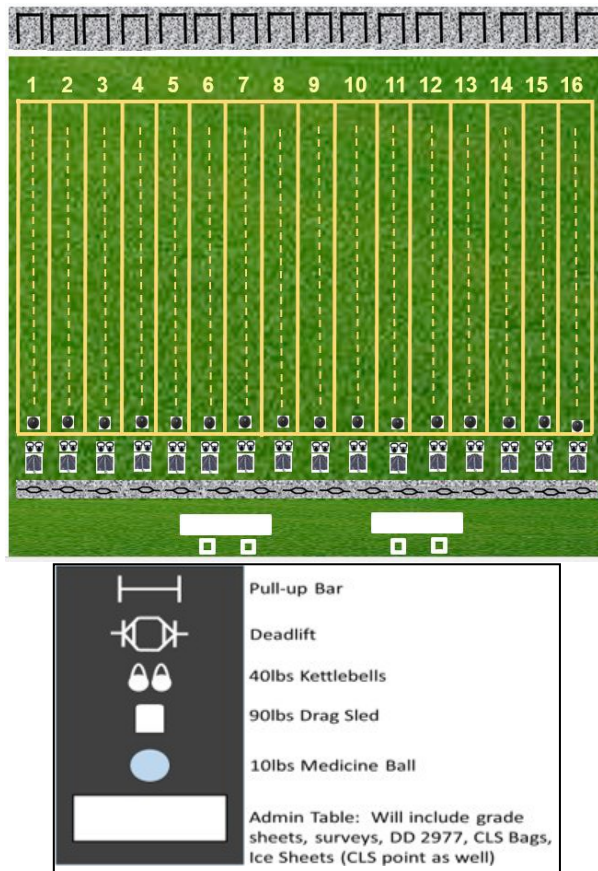 1 2 3 4 5 6 7 8 9 10 11 12 13 14 15 16
Pull-up Bar
Deadlift
40lbs Kettlebells
90lbs Drag Sled
10lbs Medicine Ball
Admin Table: Will include grade
sheets, surveys, DD 2977, CLS Bags,
Ice Sheets (CLS point as well)